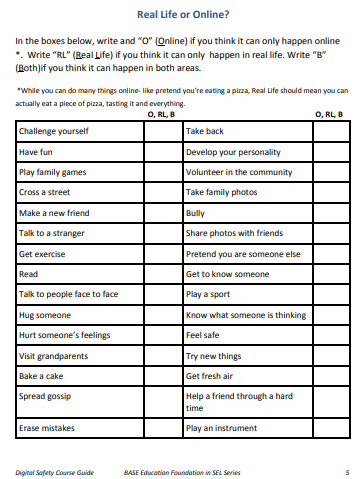 Real Life or Online?
In the boxes below, write and “O” (Online) if you think it can only happen online
*. Write “RL” (Real Life) if you think it can only happen in real life. Write “B”
(Both)if you think it can happen in both areas.
*While you can do many things online- like pretend you’re eating a pizza, Real Life should mean you can
actually eat a piece of pizza, tasting it and everything.
O, RL, B O, RL, B
Challenge yourself Take back
Have fun Develop your personality
Play family games Volunteer in the community
Cross a street Take family photos
Make a new friend Bully
Talk to a stranger Share photos with friends
Get exercise Pretend you are someone else
Read Get to know someone
Talk to people face to face Play a sport
Hug someone Know what someone is thinking
Hurt someone’s feelings Feel safe
Visit grandparents Try new things
Bake a cake Get fresh air
Spread gossip Help a friend through a hard
time
Erase mistakes Play an instrument
Digital Safety Course Guide BASE Education Foundation in SEL Series 5